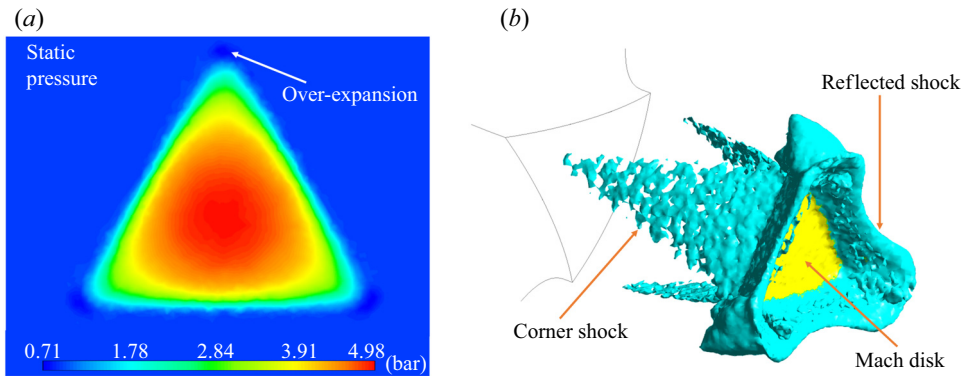 (a)
Static
pressure
Over-expansion
0.71 1.78 2.84 3.91 4.98 (bar)
(b)
Reflected shock
Corner shock
Mach disk